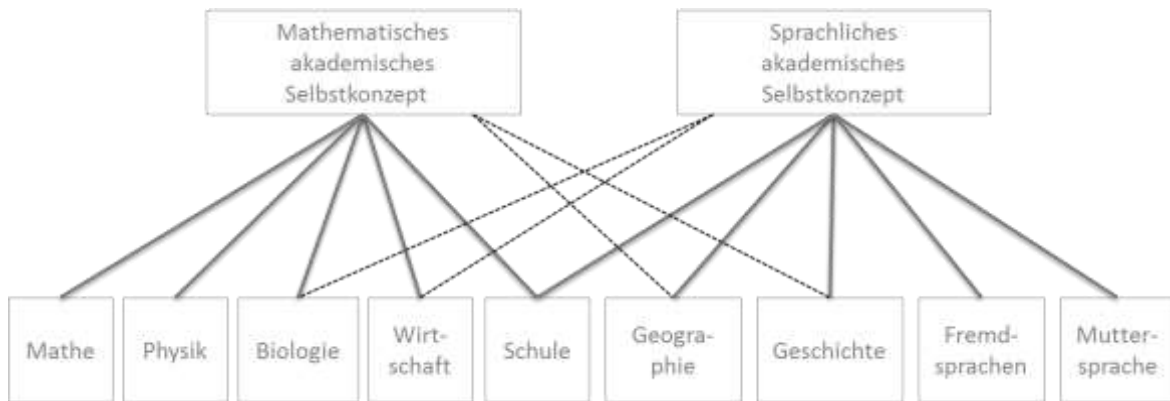 Mathematisches
akademisches
Selbstkonzept
Sprachliches
akademisches
Selbstkonzept
Mathe
Physik
Biologie
Wirt-
schaft
Schule
Geogra-
phie
Geschichte
Fremd-
sprachen
Mutter-
sprache